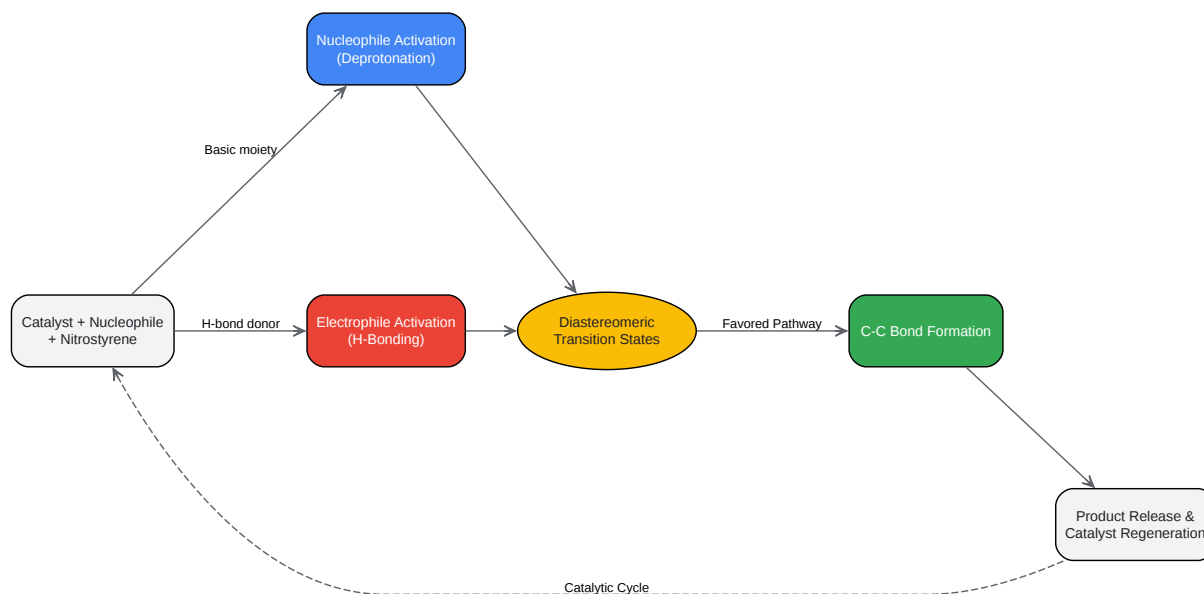 Nucleophile Activation
(Deprotonation)
Basic moiety
Catalyst + Nucleophile
+ Nitrostyrene
H-bond donor
Electrophile Activation
(H-Bonding)
Diastereomeric
Transition States
Favored Pathway
C-C Bond Formation
Product Release &
Catalyst Regeneration
Catalytic Cycle